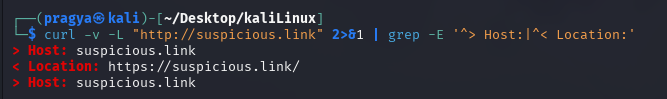 ┌──(pragya㉿kali)-[~/Desktop/kaliLinux]
└─$ curl -v -L "http://suspicious.link" 2>&1 | grep -E '^> Host:|^< Location:'
> Host: suspicious.link
< Location: https://suspicious.link/
> Host: suspicious.link